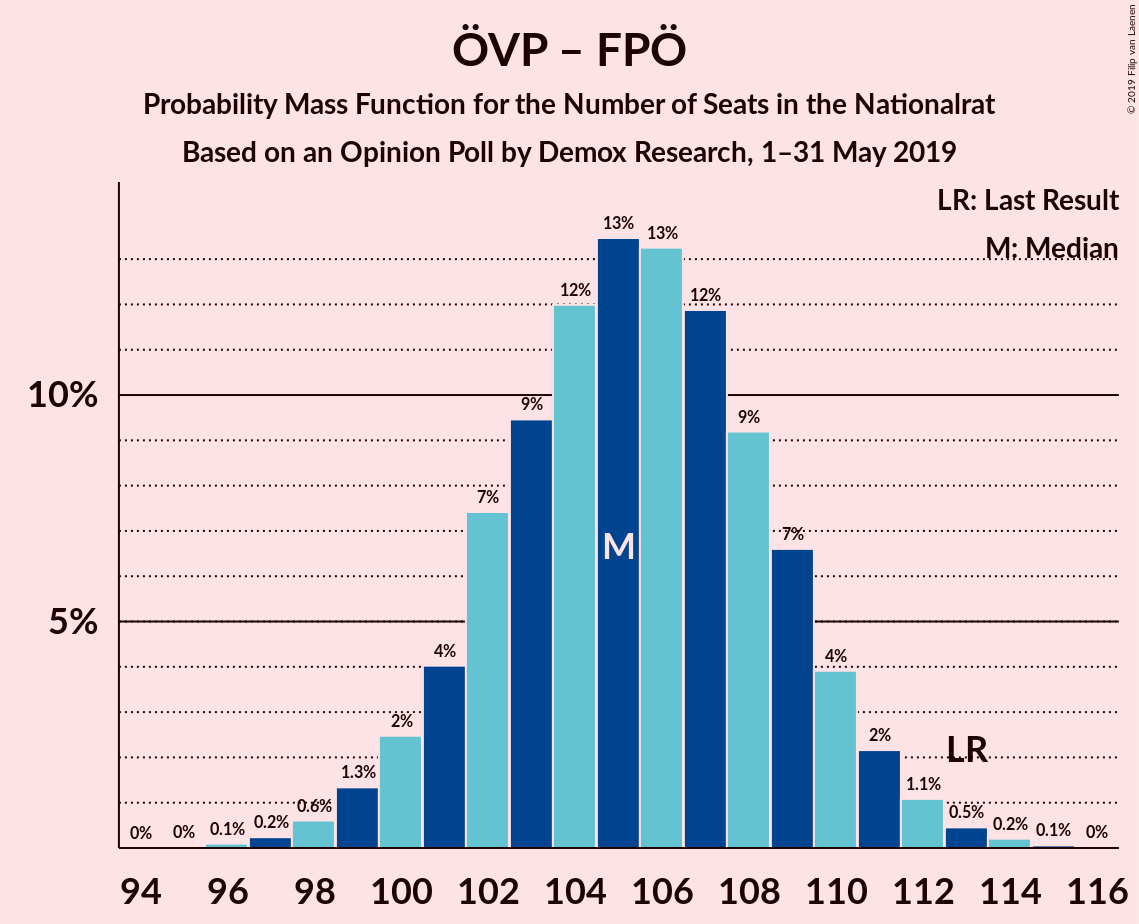 ÖVP – FPÖ
Probability Mass Function for the Number of Seats in the Nationalrat
Based on an Opinion Poll by Demox Research, 1–31 May 2019
© 2019 Filip van Laenen
LR: Last Result
M: Median
10%
5%
0%
0%
0.1%
0.2%
0.6%
1.3%
2%
4%
7%
9%
12%
13%
13%
12%
9%
7%
4%
2%
1.1%
0.5%
0.2%
0.1%
0%
M
LR
94 96 98 100 102 104 106 108 110 112 114 116